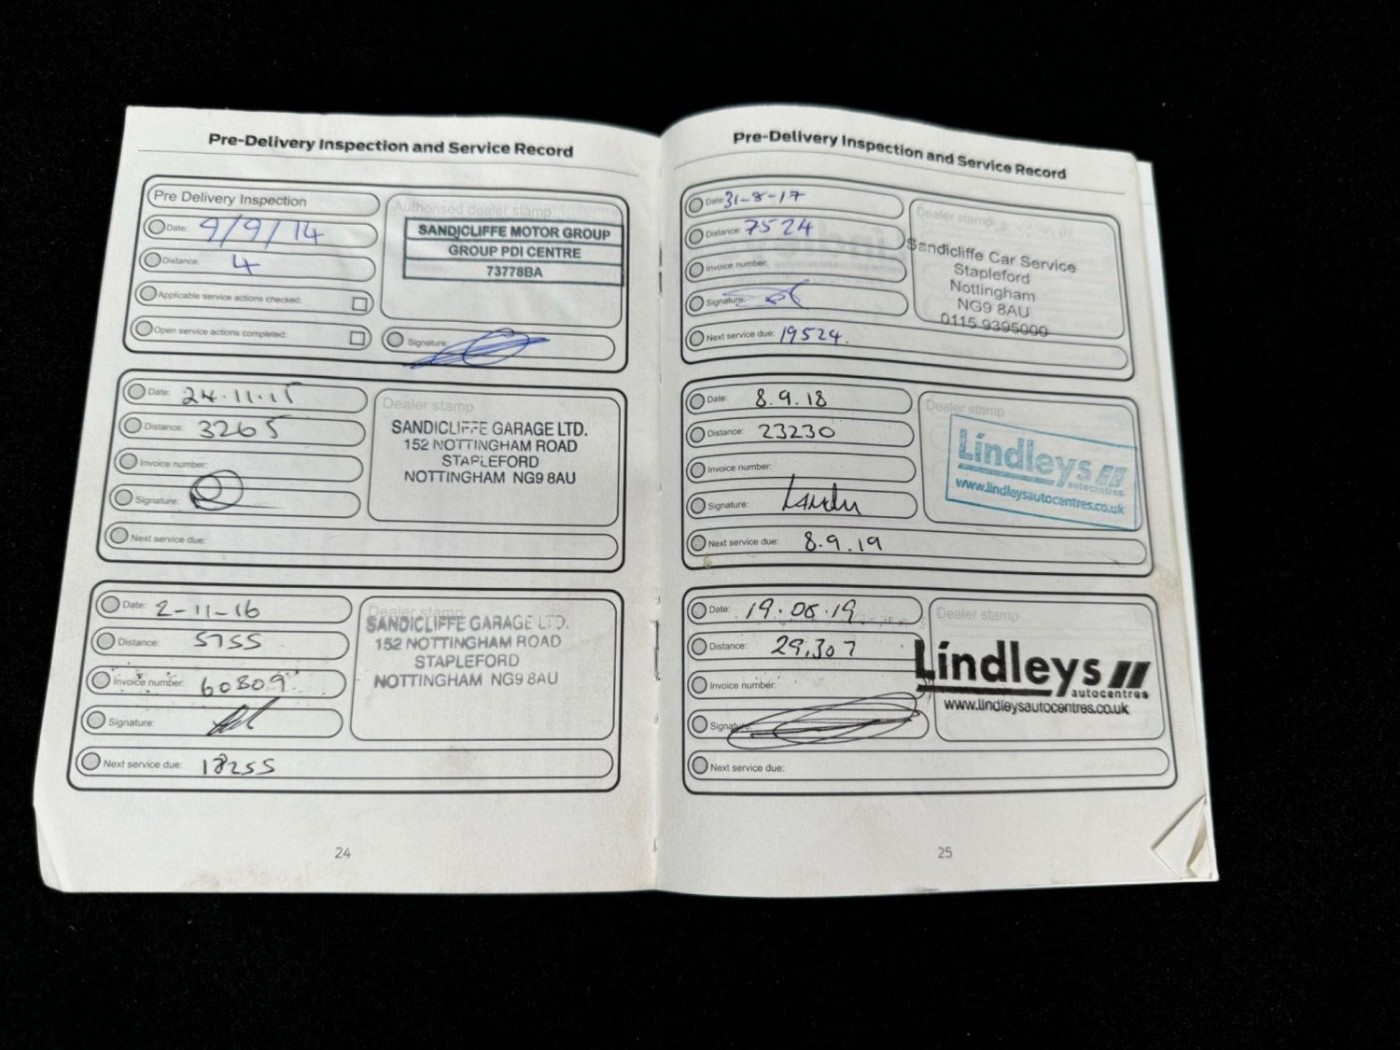 Pre-Delivery Inspection and Service Record
Pre Delivery Inspection
Date: 9/9/14
Distance: 4
Applicable service actions checked:
Open service actions completed:
Authorised dealer stamp
SANDICLIFFE MOTOR GROUP
GROUP PDI CENTRE
73778BA
Signature:
Date: 24.11.15
Distance: 3265
Invoice number:
Signature:
Next service due:
Dealer stamp
SANDICLIFFE GARAGE LTD.
152 NOTTINGHAM ROAD
STAPLEFORD
NOTTINGHAM NG9 8AU
Date: 2-11-16
Distance: 5755
Invoice number: 60809
Signature:
Next service due: 18255
Dealer stamp
SANDICLIFFE GARAGE LTD.
152 NOTTINGHAM ROAD
STAPLEFORD
NOTTINGHAM NG9 8AU
24
Pre-Delivery Inspection and Service Record
Date: 31-8-17
Distance: 7524
Invoice number:
Signature:
Next service due: 19524.
Dealer stamp
Sandicliffe Car Service
Stapleford
Nottingham
NG9 8AU
0115 9395000
Date: 8.9.18
Distance: 23230
Invoice number:
Signature:
Next service due: 8.9.19
Dealer stamp
Lindleys
autocentres
www.lindleysautocentres.co.uk
Date: 19.06.19
Distance: 29,307
Invoice number:
Signature:
Next service due:
Dealer stamp
Lindleys
autocentres
www.lindleysautocentres.co.uk
25